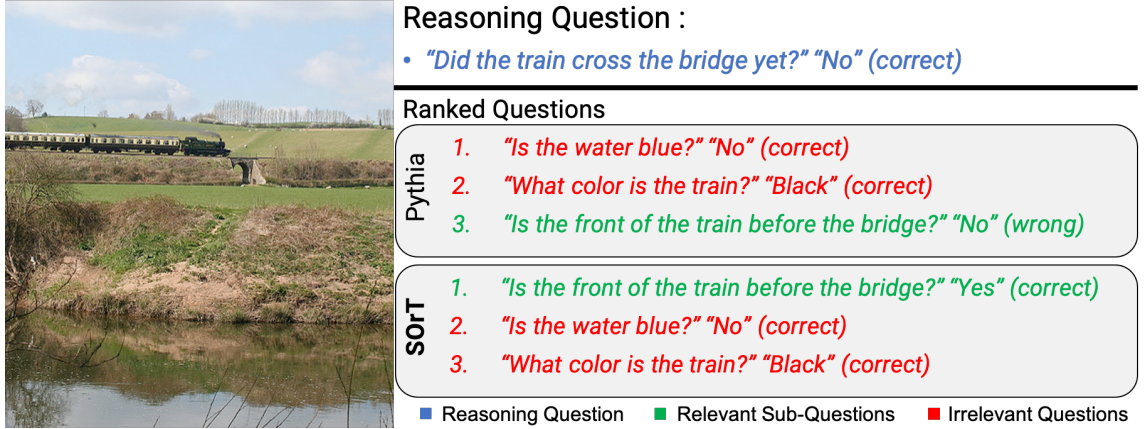 Reasoning Question :
• “Did the train cross the bridge yet?” “No” (correct)
Ranked Questions
Pythia
1. “Is the water blue?” “No” (correct)
2. “What color is the train?” “Black” (correct)
3. “Is the front of the train before the bridge?” “No” (wrong)
SOrT
1. “Is the front of the train before the bridge?” “Yes” (correct)
2. “Is the water blue?” “No” (correct)
3. “What color is the train?” “Black” (correct)
Reasoning Question Relevant Sub-Questions Irrelevant Questions